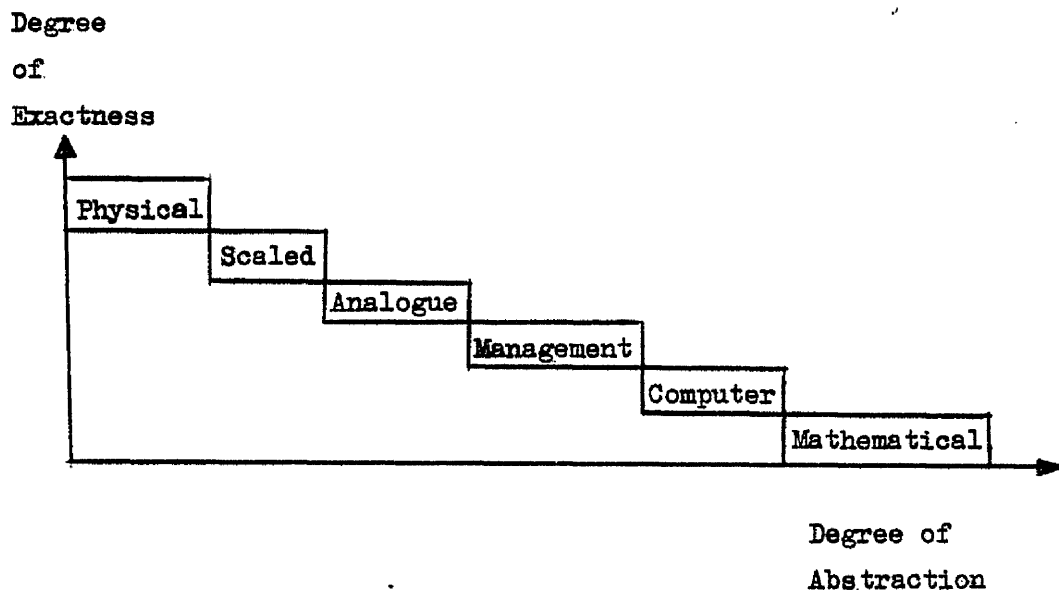 Degree
of
Exactness
Physical
Scaled
Analogue
Management
Computer
Mathematical
Degree of
Abstraction